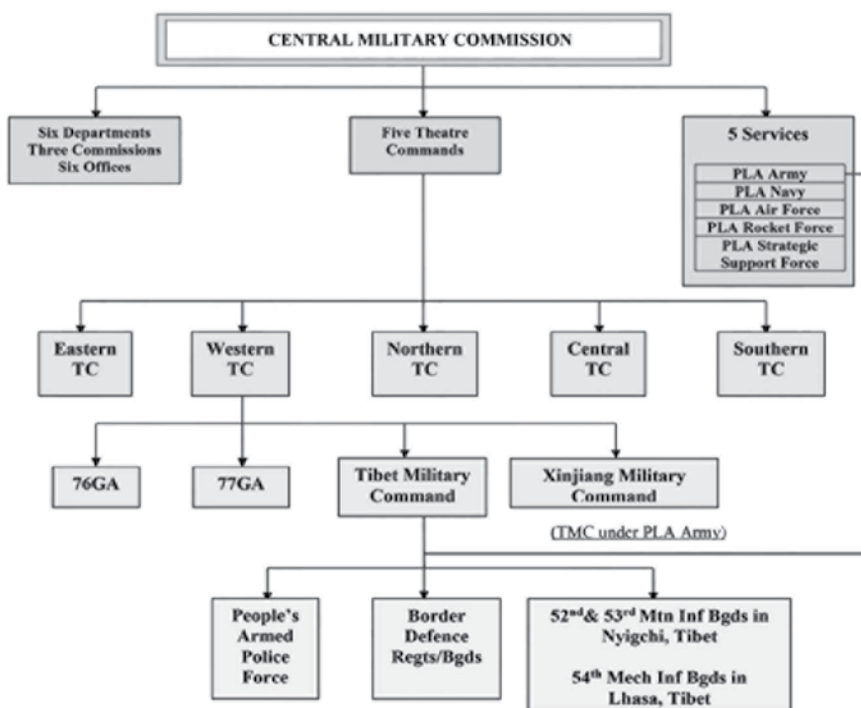 CENTRAL MILITARY COMMISSION
Six Departments
Three Commissions
Six Offices
Five Theatre
Commands
5 Services
PLA Army
PLA Navy
PLA Air Force
PLA Rocket Force
PLA Strategic
Support Force
Eastern
TC
Western
TC
Northern
TC
Central
TC
Southern
TC
76GA
77GA
Tibet Military
Command
Xinjiang Military
Command
(TMC under PLA Army)
People's
Armed
Police
Force
Border
Defence
Regts/Bgds
52nd & 53rd Mtn Inf Bgds in
Nyigchi, Tibet
54th Mech Inf Bgds in
Lhasa, Tibet